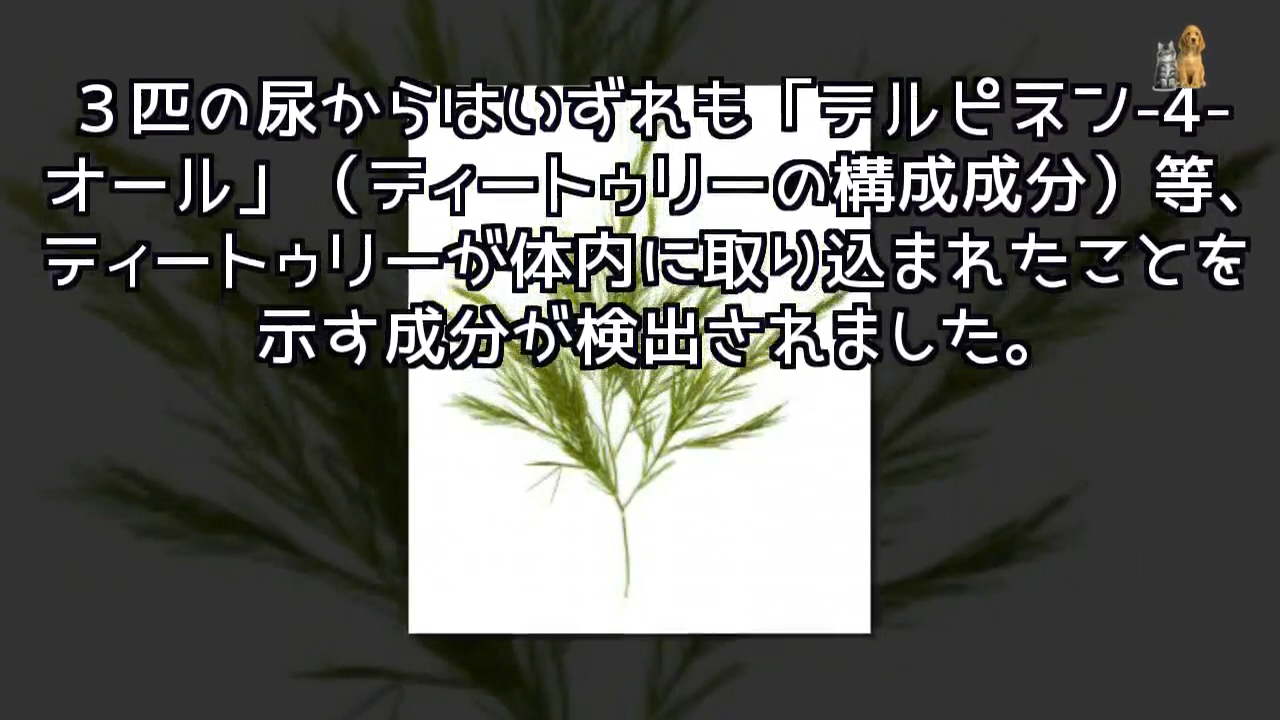 ３匹の尿からはいずれも「テルピネン-4-
オール」（ティートゥリーの構成成分）等、
ティートゥリーが体内に取り込まれたことを
示す成分が検出されました。